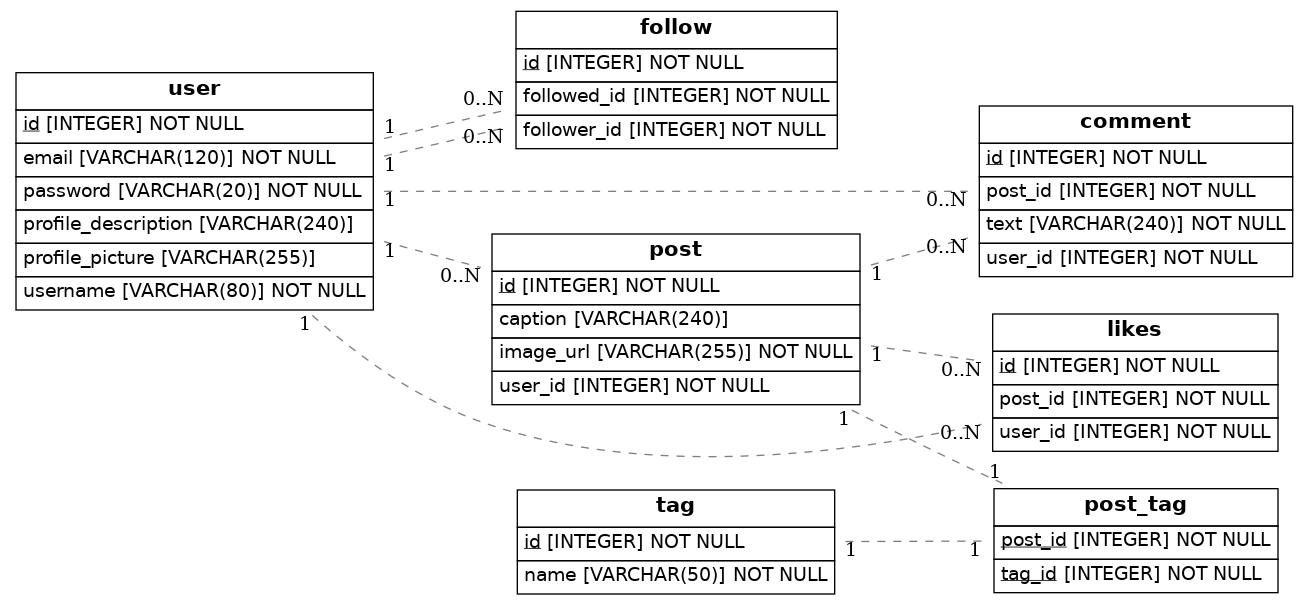 user
id [INTEGER] NOT NULL
email [VARCHAR(120)] NOT NULL
password [VARCHAR(20)] NOT NULL
profile_description [VARCHAR(240)]
profile_picture [VARCHAR(255)]
username [VARCHAR(80)] NOT NULL
follow
id [INTEGER] NOT NULL
followed_id [INTEGER] NOT NULL
follower_id [INTEGER] NOT NULL
0..N
1
0..N
1
comment
id [INTEGER] NOT NULL
post_id [INTEGER] NOT NULL
text [VARCHAR(240)] NOT NULL
user_id [INTEGER] NOT NULL
1
0..N
post
id [INTEGER] NOT NULL
caption [VARCHAR(240)]
image_url [VARCHAR(255)] NOT NULL
user_id [INTEGER] NOT NULL
1
0..N
0..N
1
likes
id [INTEGER] NOT NULL
post_id [INTEGER] NOT NULL
user_id [INTEGER] NOT NULL
1
0..N
1
0..N
1
1
tag
id [INTEGER] NOT NULL
name [VARCHAR(50)] NOT NULL
post_tag
post_id [INTEGER] NOT NULL
tag_id [INTEGER] NOT NULL
1
1